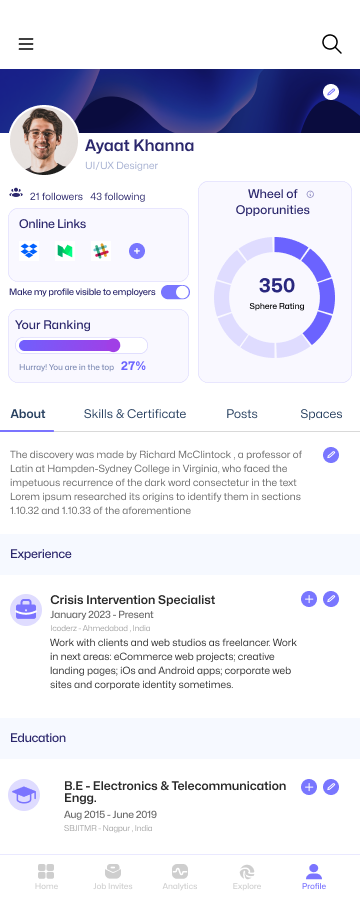 Ayaat Khanna
UI/UX Designer
21 followers 43 following
Online Links
Make my profile visible to employers
Your Ranking
Hurray! You are in the top 27%
Wheel of
Opporunities
350
Sphere Rating
About Skills & Certificate Posts Spaces
The discovery was made by Richard McClintock , a professor of
Latin at Hampden-Sydney College in Virginia, who faced the
impetuous recurrence of the dark word consectetur in the text
Lorem ipsum researched its origins to identify them in sections
1.10.32 and 1.10.33 of the aforementione
Experience
Crisis Intervention Specialist
January 2023 - Present
Icoderz - Ahmedabad , India
Work with clients and web studios as freelancer. Work
in next areas: eCommerce web projects; creative
landing pages; iOs and Android apps; corporate web
sites and corporate identity sometimes.
Education
B.E - Electronics & Telecommunication
Engg.
Aug 2015 - June 2019
SBJITMR - Nagpur , India
Home Job Invites Analytics Explore Profile